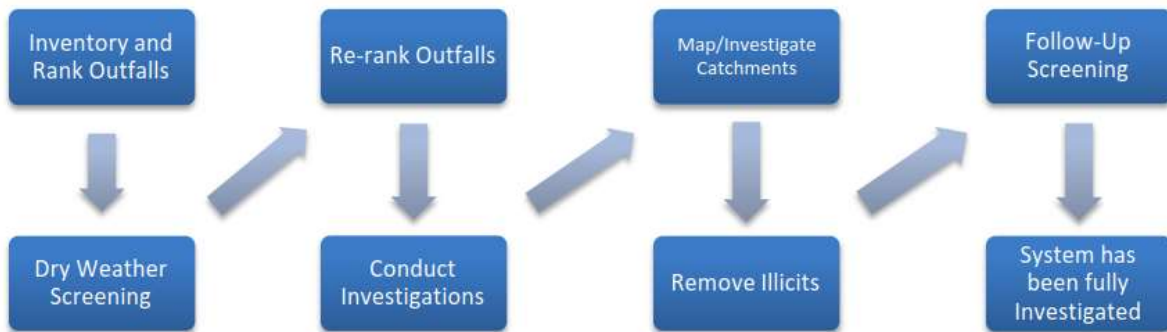 Inventory and
Rank Outfalls
Dry Weather
Screening
Re-rank Outfalls
Conduct
Investigations
Map/Investigate
Catchments
Remove Illicits
Follow-Up
Screening
System has
been fully
Investigated